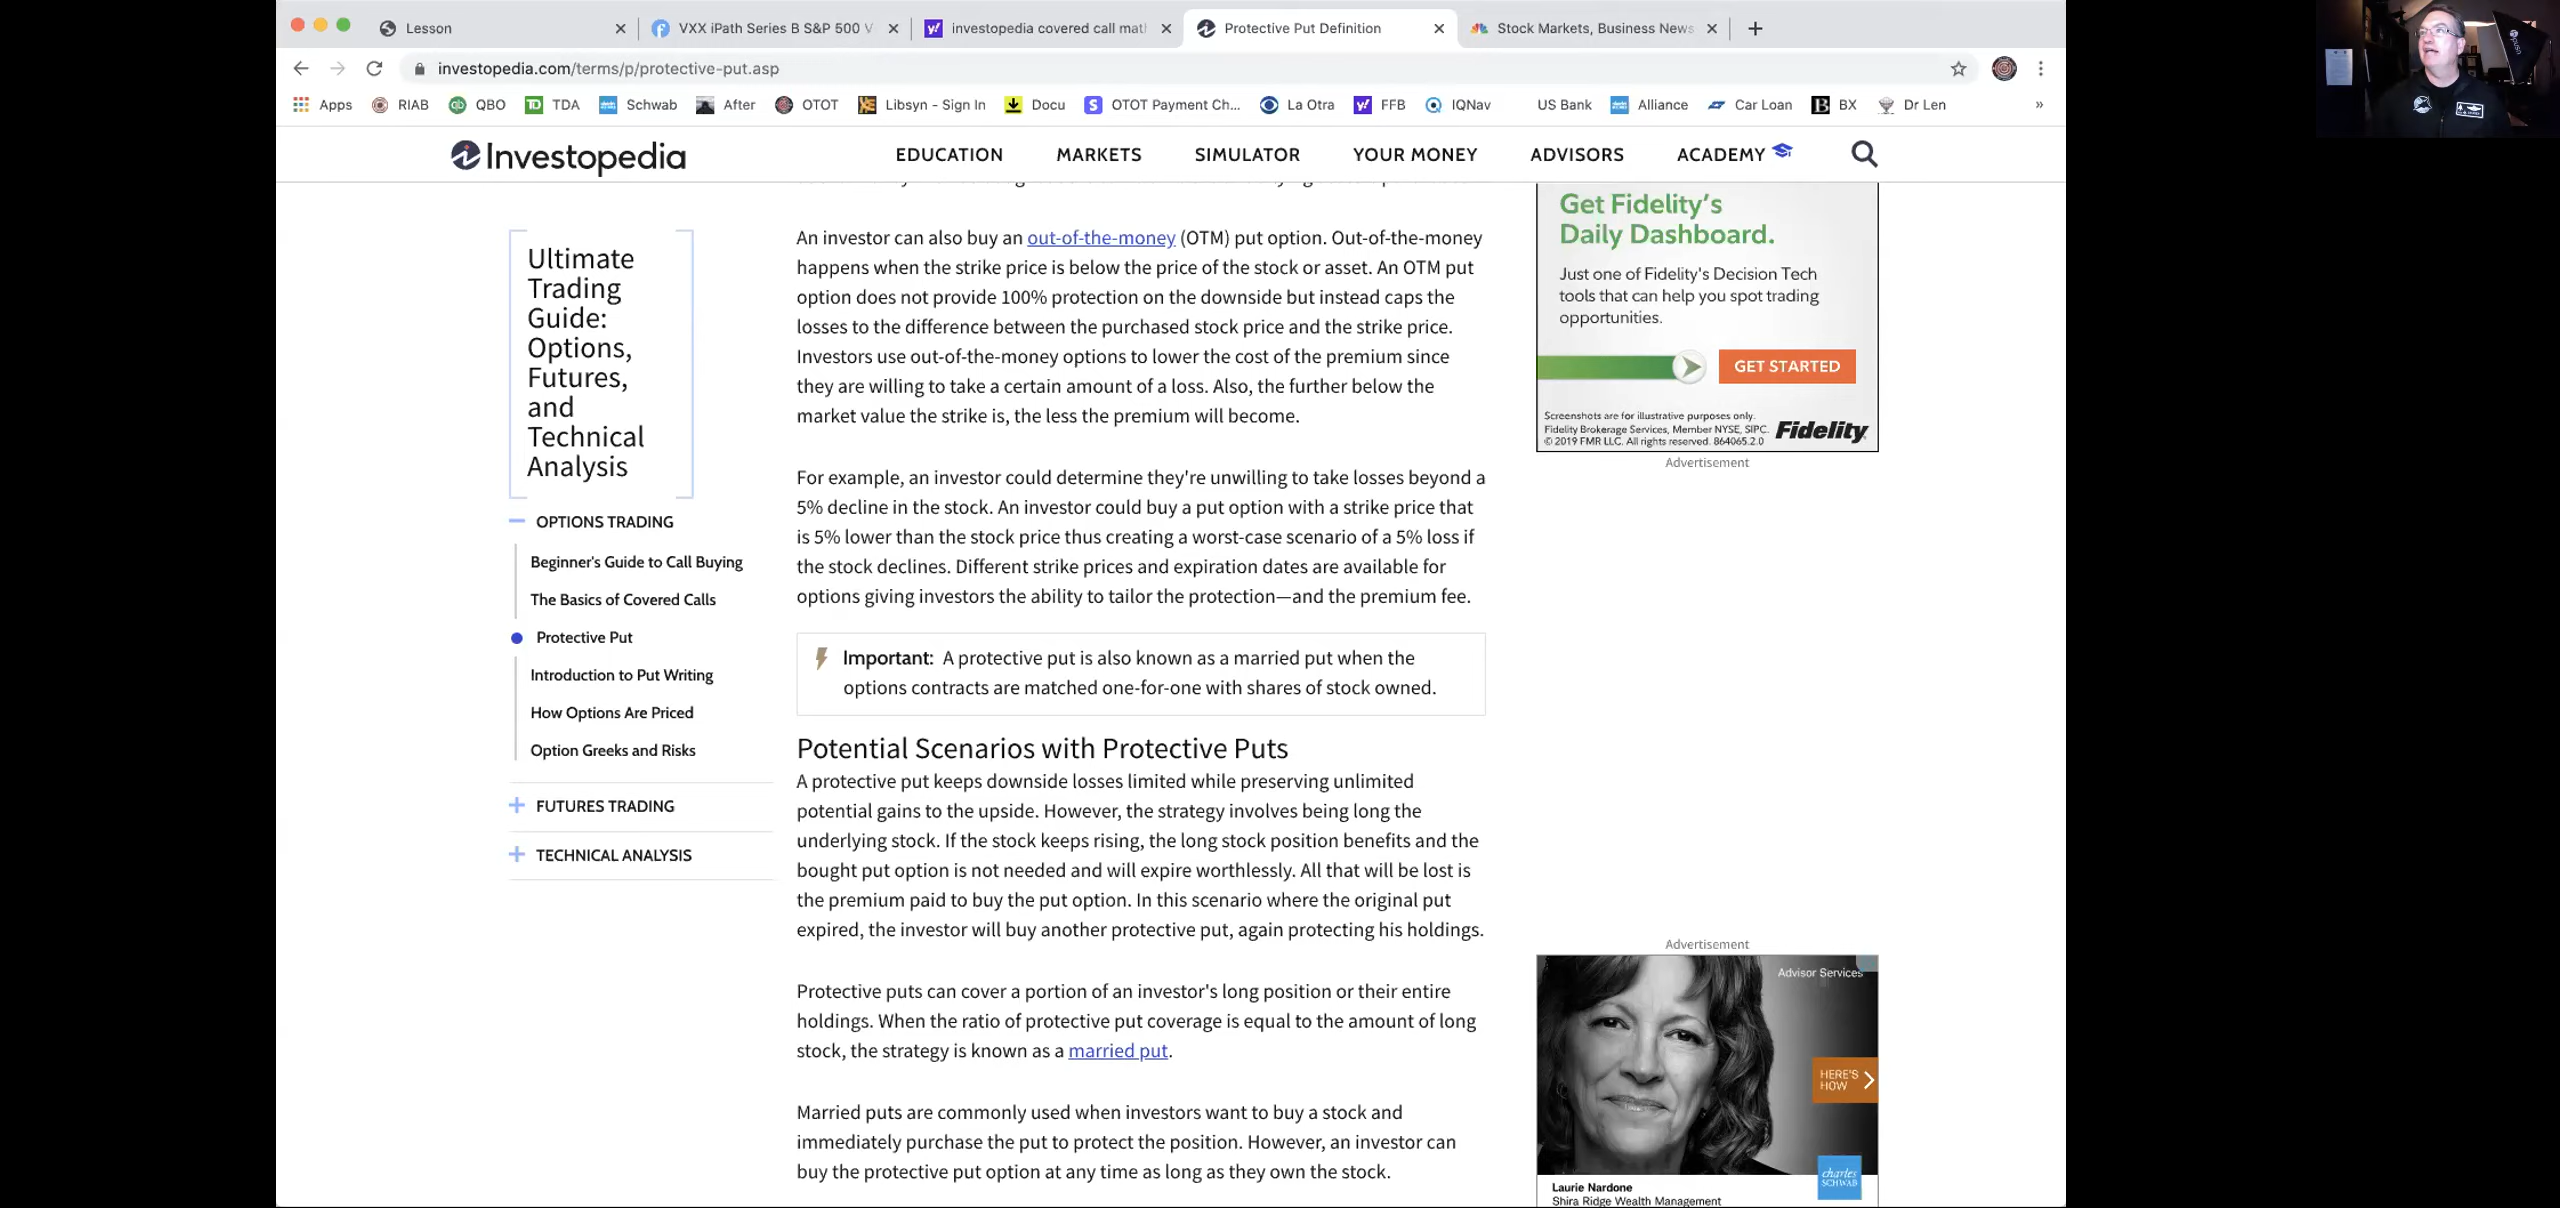 Lesson
VXX iPath Series B S&P 500 V
investopedia covered call mat
Protective Put Definition
Stock Markets, Business News
investopedia.com/terms/p/protective-put.asp
Apps
RIAB
QBO
TDA
Schwab
After
OTOT
Libsyn - Sign In
Docu
OTOT Payment Ch...
La Otra
FFB
IQNav
US Bank
Alliance
Car Loan
BX
Dr Len
»
Investopedia
EDUCATION
MARKETS
SIMULATOR
YOUR MONEY
ADVISORS
ACADEMY
Ultimate
Trading
Guide:
Options,
Futures,
and
Technical
Analysis
OPTIONS TRADING
Beginner's Guide to Call Buying
The Basics of Covered Calls
Protective Put
Introduction to Put Writing
How Options Are Priced
Option Greeks and Risks
FUTURES TRADING
TECHNICAL ANALYSIS
An investor can also buy an out-of-the-money (OTM) put option. Out-of-the-money
happens when the strike price is below the price of the stock or asset. An OTM put
option does not provide 100% protection on the downside but instead caps the
losses to the difference between the purchased stock price and the strike price.
Investors use out-of-the-money options to lower the cost of the premium since
they are willing to take a certain amount of a loss. Also, the further below the
market value the strike is, the less the premium will become.
For example, an investor could determine they're unwilling to take losses beyond a
5% decline in the stock. An investor could buy a put option with a strike price that
is 5% lower than the stock price thus creating a worst-case scenario of a 5% loss if
the stock declines. Different strike prices and expiration dates are available for
options giving investors the ability to tailor the protection—and the premium fee.
Important: A protective put is also known as a married put when the
options contracts are matched one-for-one with shares of stock owned.
Potential Scenarios with Protective Puts
A protective put keeps downside losses limited while preserving unlimited
potential gains to the upside. However, the strategy involves being long the
underlying stock. If the stock keeps rising, the long stock position benefits and the
bought put option is not needed and will expire worthlessly. All that will be lost is
the premium paid to buy the put option. In this scenario where the original put
expired, the investor will buy another protective put, again protecting his holdings.
Protective puts can cover a portion of an investor's long position or their entire
holdings. When the ratio of protective put coverage is equal to the amount of long
stock, the strategy is known as a married put.
Married puts are commonly used when investors want to buy a stock and
immediately purchase the put to protect the position. However, an investor can
buy the protective put option at any time as long as they own the stock.
Get Fidelity's
Daily Dashboard.
Just one of Fidelity's Decision Tech
tools that can help you spot trading
opportunities.
GET STARTED
Screenshots are for illustrative purposes only.
Fidelity Brokerage Services, Member NYSE, SIPC.
© 2019 FMR LLC. All rights reserved. 864065.2.0
Fidelity
Advertisement
Advertisement
Advisor Services
HERE'S
HOW
charles
SCHWAB
Laurie Nardone
Shira Ridge Wealth Management